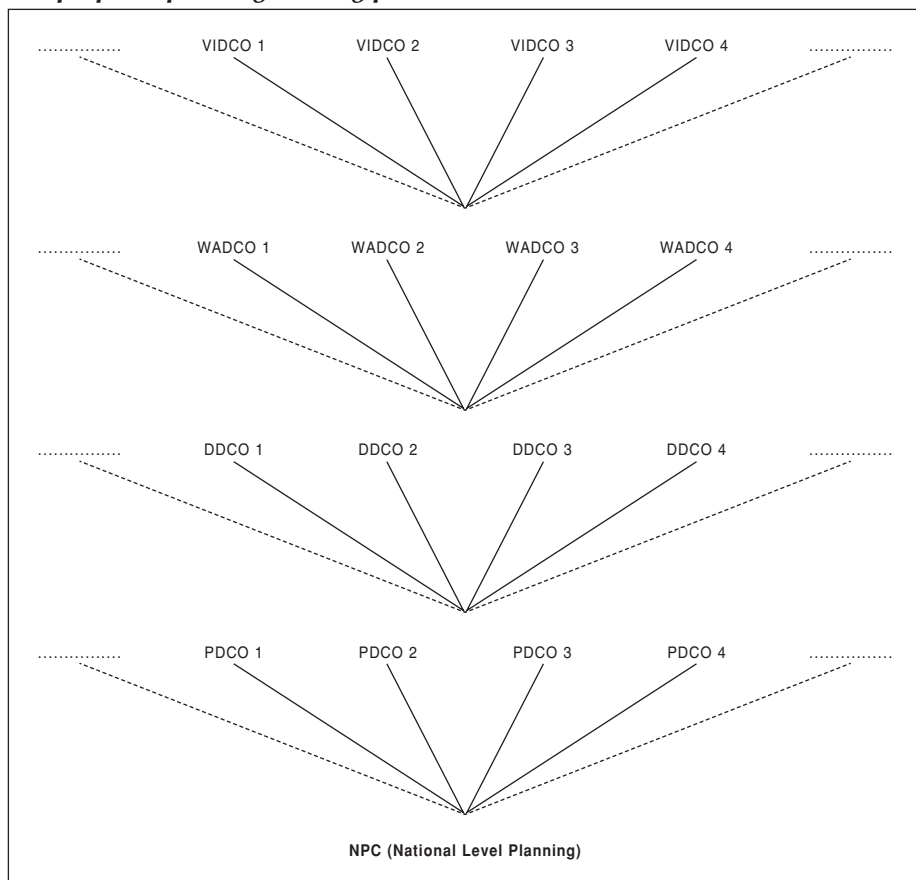 ............... VIDCO 1 VIDCO 2 VIDCO 3 VIDCO 4 ...............
............... WADCO 1 WADCO 2 WADCO 3 WADCO 4 ...............
............... DDCO 1 DDCO 2 DDCO 3 DDCO 4 ...............
............... PDCO 1 PDCO 2 PDCO 3 PDCO 4 ...............
NPC (National Level Planning)